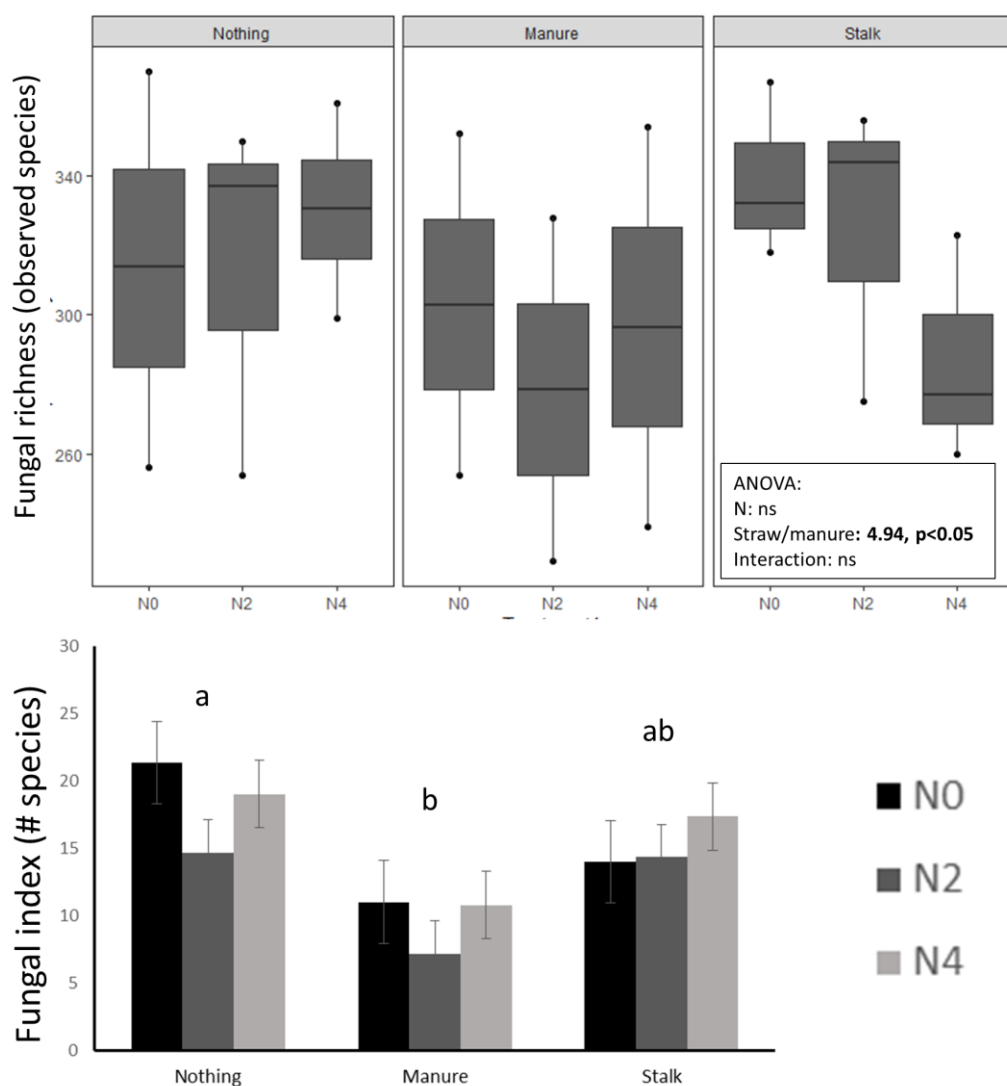 Nothing Manure Stalk
Fungal richness (observed species)
340
300
260
ANOVA:
N: ns
Straw/manure: 4.94, p<0.05
Interaction: ns
N0 N2 N4 N0 N2 N4 N0 N2 N4
Fungal index (# species)
30
25
20
15
10
5
0
a
b
ab
N0
N2
N4
Nothing Manure Stalk